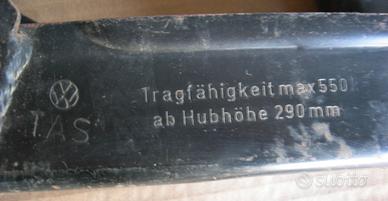 Tragfähigkeit max 550
ab Hubhöhe 290 mm
TAS
subito